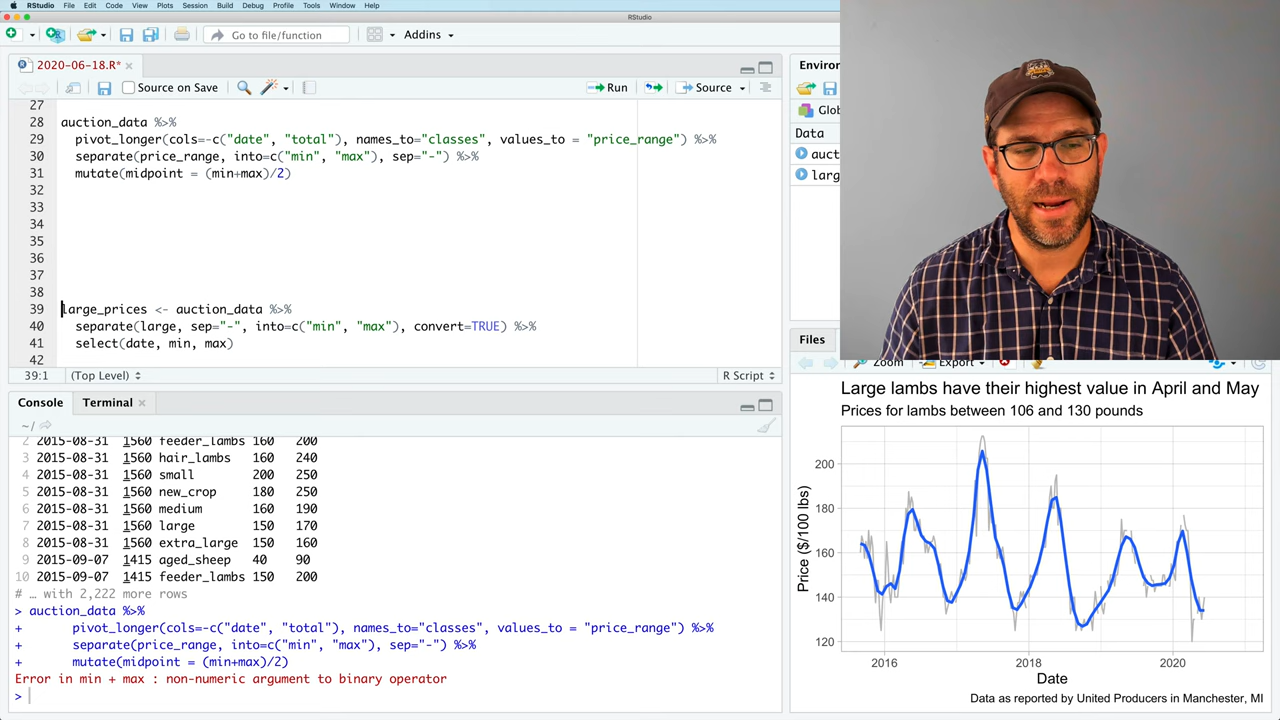 RStudio File Edit Code View Plots Session Build Debug Profile Tools Window Help
RStudio
Go to file/function Addins
2020-06-18.R*
Source on Save Run Source
27
28 auction_data %>%
29 pivot_longer(cols=-c("date", "total"), names_to="classes", values_to = "price_range") %>%
30 separate(price_range, into=c("min", "max"), sep="-") %>%
31 mutate(midpoint = (min+max)/2)
32
33
34
35
36
37
38
39 large_prices <- auction_data %>%
40 separate(large, sep="-", into=c("min", "max"), convert=TRUE) %>%
41 select(date, min, max)
42
39:1 (Top Level) R Script
Console Terminal
~/
2 2015-08-31 1560 feeder_lambs 160 200
3 2015-08-31 1560 hair_lambs 160 240
4 2015-08-31 1560 small 200 250
5 2015-08-31 1560 new_crop 180 250
6 2015-08-31 1560 medium 160 190
7 2015-08-31 1560 large 150 170
8 2015-08-31 1560 extra_large 150 160
9 2015-09-07 1415 aged_sheep 40 90
10 2015-09-07 1415 feeder_lambs 150 200
# … with 2,222 more rows
> auction_data %>%
+ pivot_longer(cols=-c("date", "total"), names_to="classes", values_to = "price_range") %>%
+ separate(price_range, into=c("min", "max"), sep="-") %>%
+ mutate(midpoint = (min+max)/2)
Error in min + max : non-numeric argument to binary operator
>
Environ
Glob
Data
auct
larg
Files
Zoom Export
Large lambs have their highest value in April and May
Prices for lambs between 106 and 130 pounds
Price ($/100 lbs)
200
180
160
140
120
2016 2018 2020
Date
Data as reported by United Producers in Manchester, MI